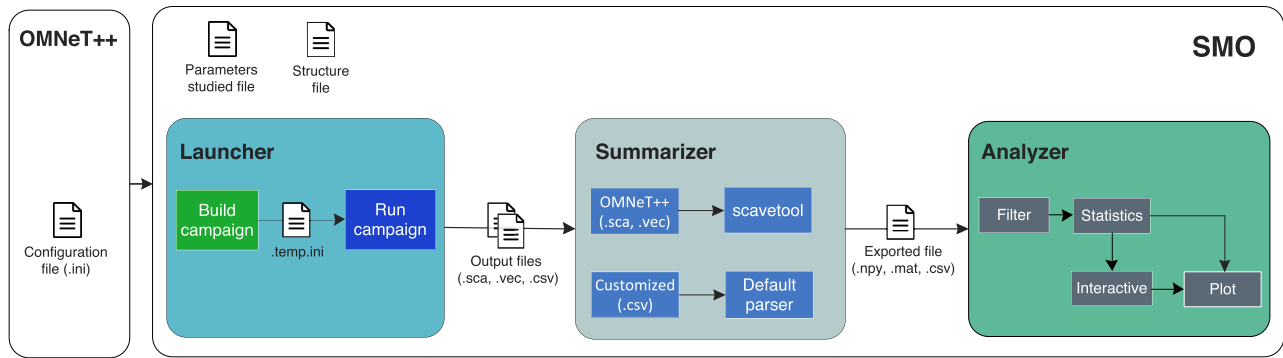 OMNeT++
Configuration
file (.ini)
SMO
Parameters
studied file
Structure
file
Launcher
Build
campaign
.temp.ini
Run
campaign
Output files
(.sca, .vec, .csv)
Summarizer
OMNeT++
(.sca, .vec)
scavetool
Customized
(.csv)
Default
parser
Exported file
(.npy, .mat, .csv)
Analyzer
Filter
Statistics
Interactive
Plot